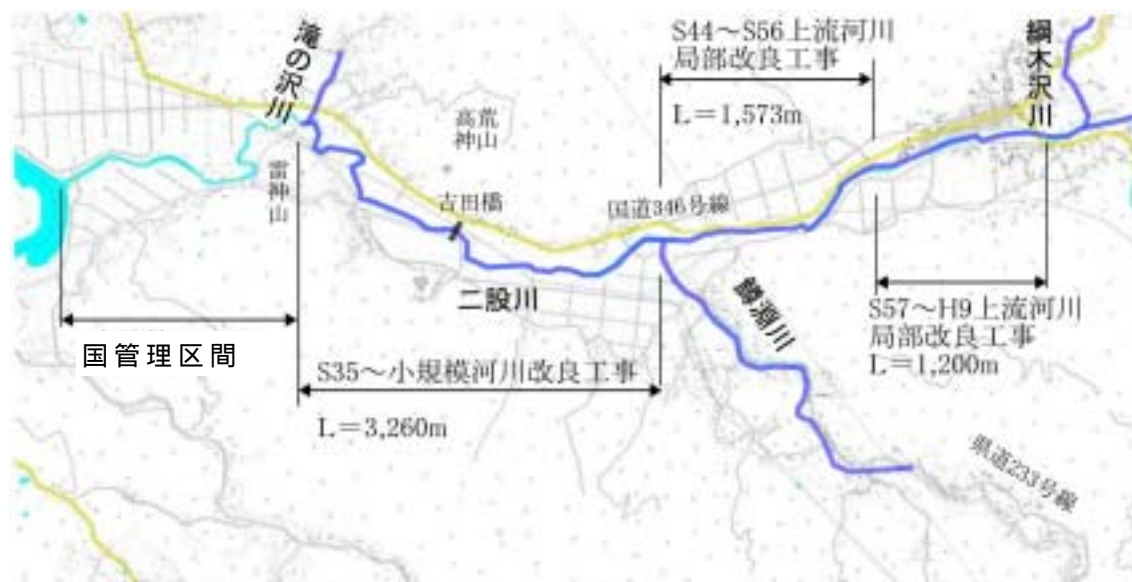 滝の沢川
S44～S56上流河川
局部改良工事
L＝1,573m
綱木沢川
高荒
神山
雷神山
古田橋
国道346号線
二股川
鱒淵川
S57～H9上流河川
局部改良工事
L＝1,200m
国管理区間
S35～小規模河川改良工事
L＝3,260m
県道233号線